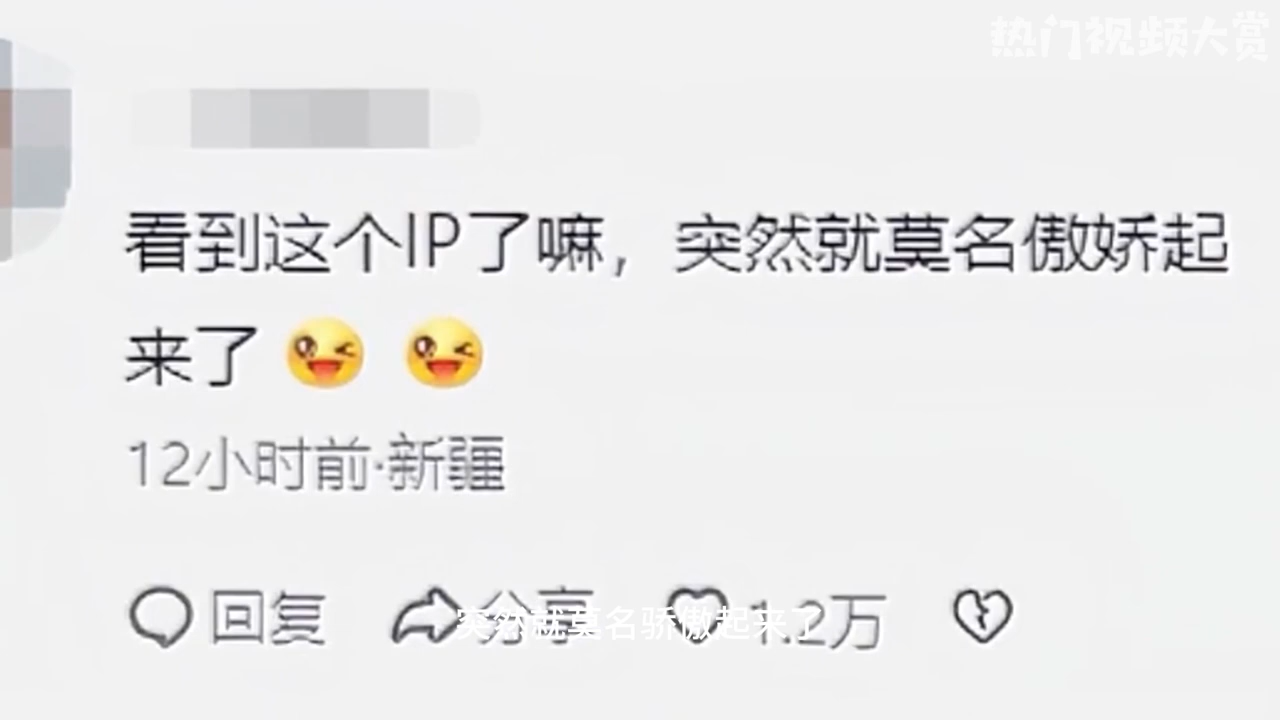 热门视频大赏
看到这个IP了嘛，突然就莫名傲娇起
来了
12小时前·新疆
回复 分享 1.2万
突然就莫名骄傲起来了